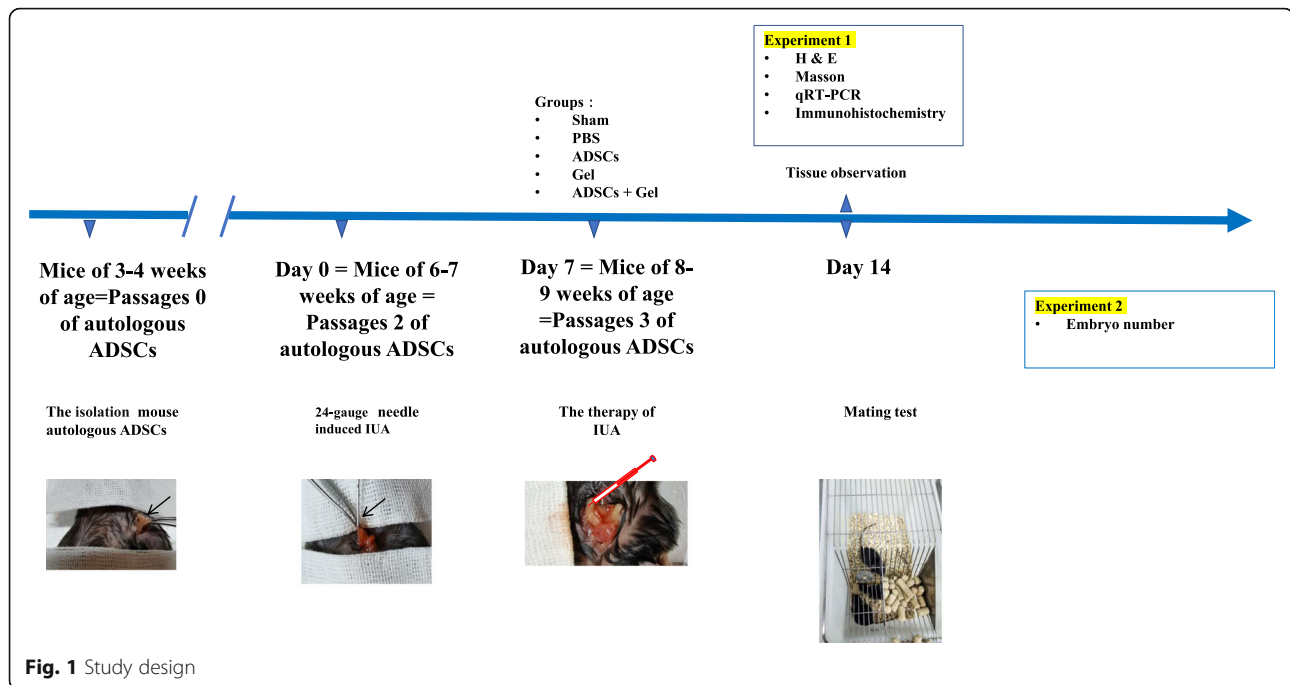 Experiment 1
• H & E
• Masson
• qRT-PCR
• Immunohistochemistry
Groups :
• Sham
• PBS
• ADSCs
• Gel
• ADSCs + Gel
Tissue observation
Mice of 3-4 weeks
of age=Passages 0
of autologous
ADSCs
Day 0 = Mice of 6-7
weeks of age =
Passages 2 of
autologous ADSCs
Day 7 = Mice of 8-
9 weeks of age
=Passages 3 of
autologous ADSCs
Day 14
Experiment 2
• Embryo number
The isolation mouse
autologous ADSCs
24-gauge needle
induced IUA
The therapy of
IUA
Mating test
Fig. 1 Study design